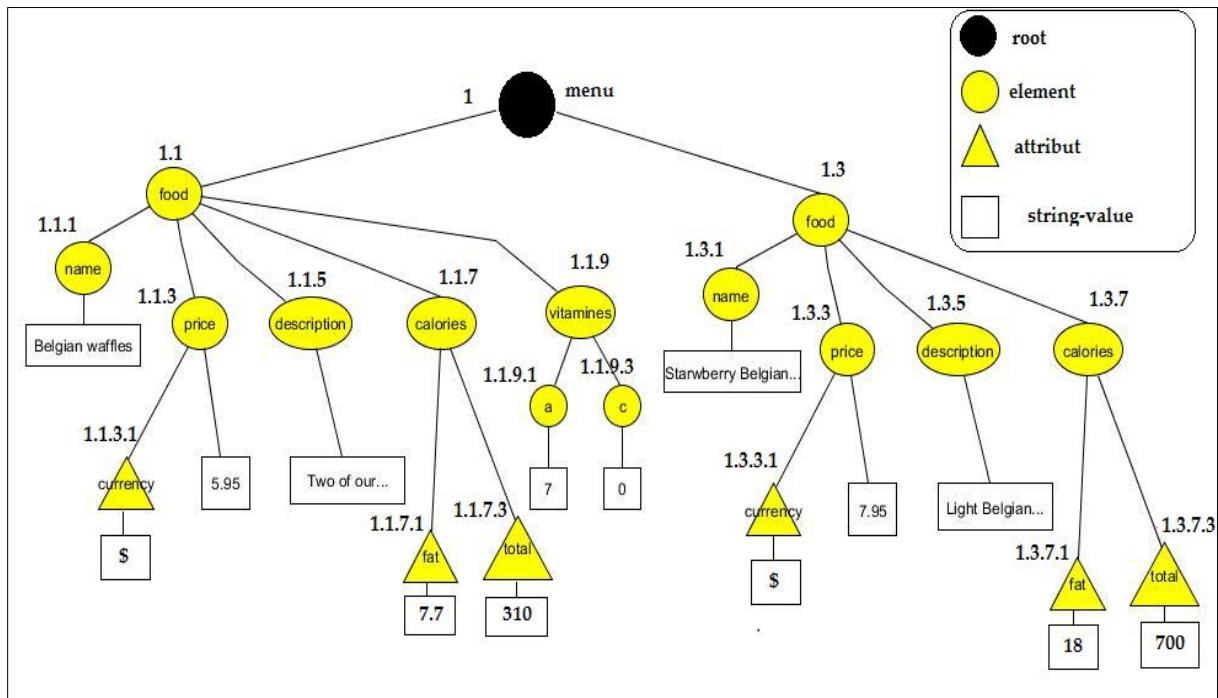 root
element
attribut
string-value
1
menu
1.1
food
1.3
food
1.1.1
name
Belgian waffles
1.1.3
price
1.1.5
description
1.1.7
calories
1.1.9
vitamines
1.3.1
name
Starwberry Belgian...
1.3.3
price
1.3.5
description
1.3.7
calories
1.1.9.1
a
1.1.9.3
c
7
0
1.1.3.1
currency
$
5.95
Two of our...
1.1.7.1
fat
7.7
1.1.7.3
total
310
1.3.3.1
currency
$
7.95
Light Belgian...
1.3.7.1
fat
18
1.3.7.3
total
700